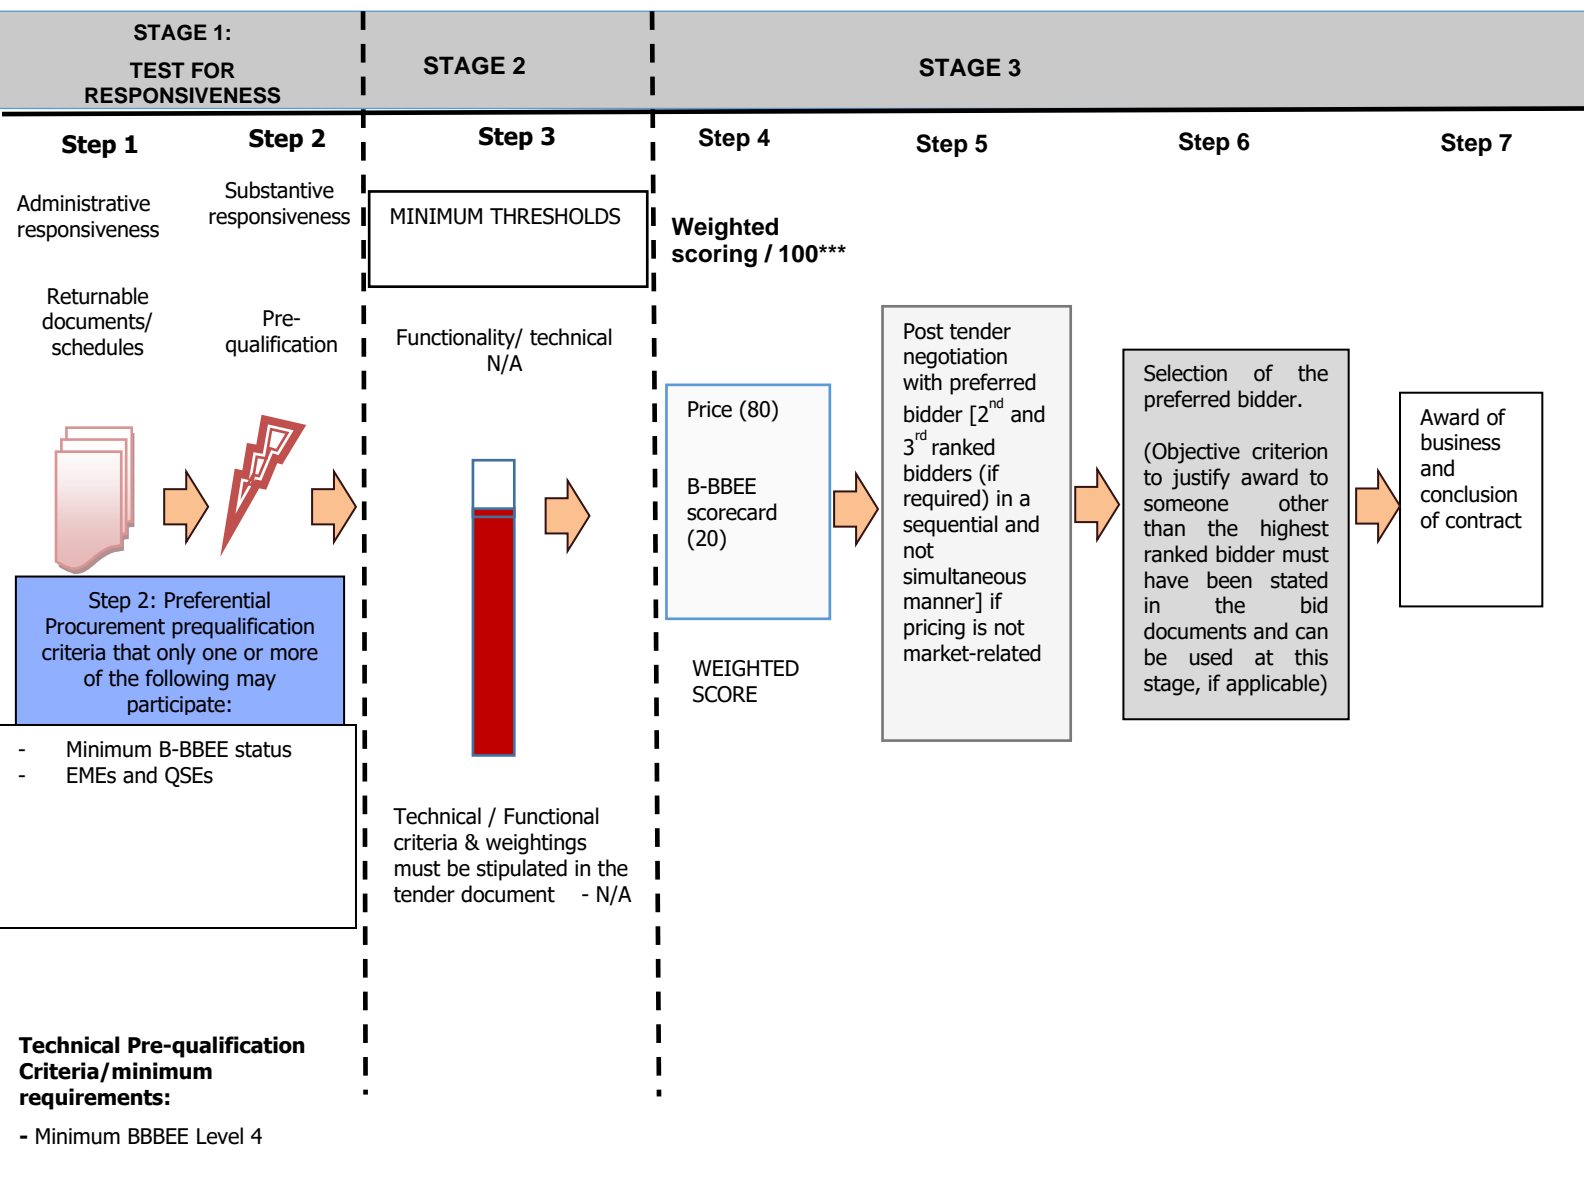 STAGE 1:
TEST FOR
RESPONSIVENESS
STAGE 2
STAGE 3
Step 1
Step 2
Step 3
Step 4
Step 5
Step 6
Step 7
Administrative
responsiveness
Returnable
documents/
schedules
Substantive
responsiveness
Pre-
qualification
Step 2: Preferential
Procurement prequalification
criteria that only one or more
of the following may
participate:
- Minimum B-BBEE status
- EMEs and QSEs
Technical Pre-qualification
Criteria/minimum
requirements:
- Minimum BBBEE Level 4
MINIMUM THRESHOLDS
Functionality/ technical
N/A
Technical / Functional
criteria & weightings
must be stipulated in the
tender document - N/A
Weighted
scoring / 100***
Price (80)
B-BBEE
scorecard
(20)
WEIGHTED
SCORE
Post tender
negotiation
with preferred
bidder [2nd and
3rd ranked
bidders (if
required) in a
sequential and
not
simultaneous
manner] if
pricing is not
market-related
Selection of the
preferred bidder.
(Objective criterion
to justify award to
someone other
than the highest
ranked bidder must
have been stated
in the bid
documents and can
be used at this
stage, if applicable)
Award of
business
and
conclusion
of contract